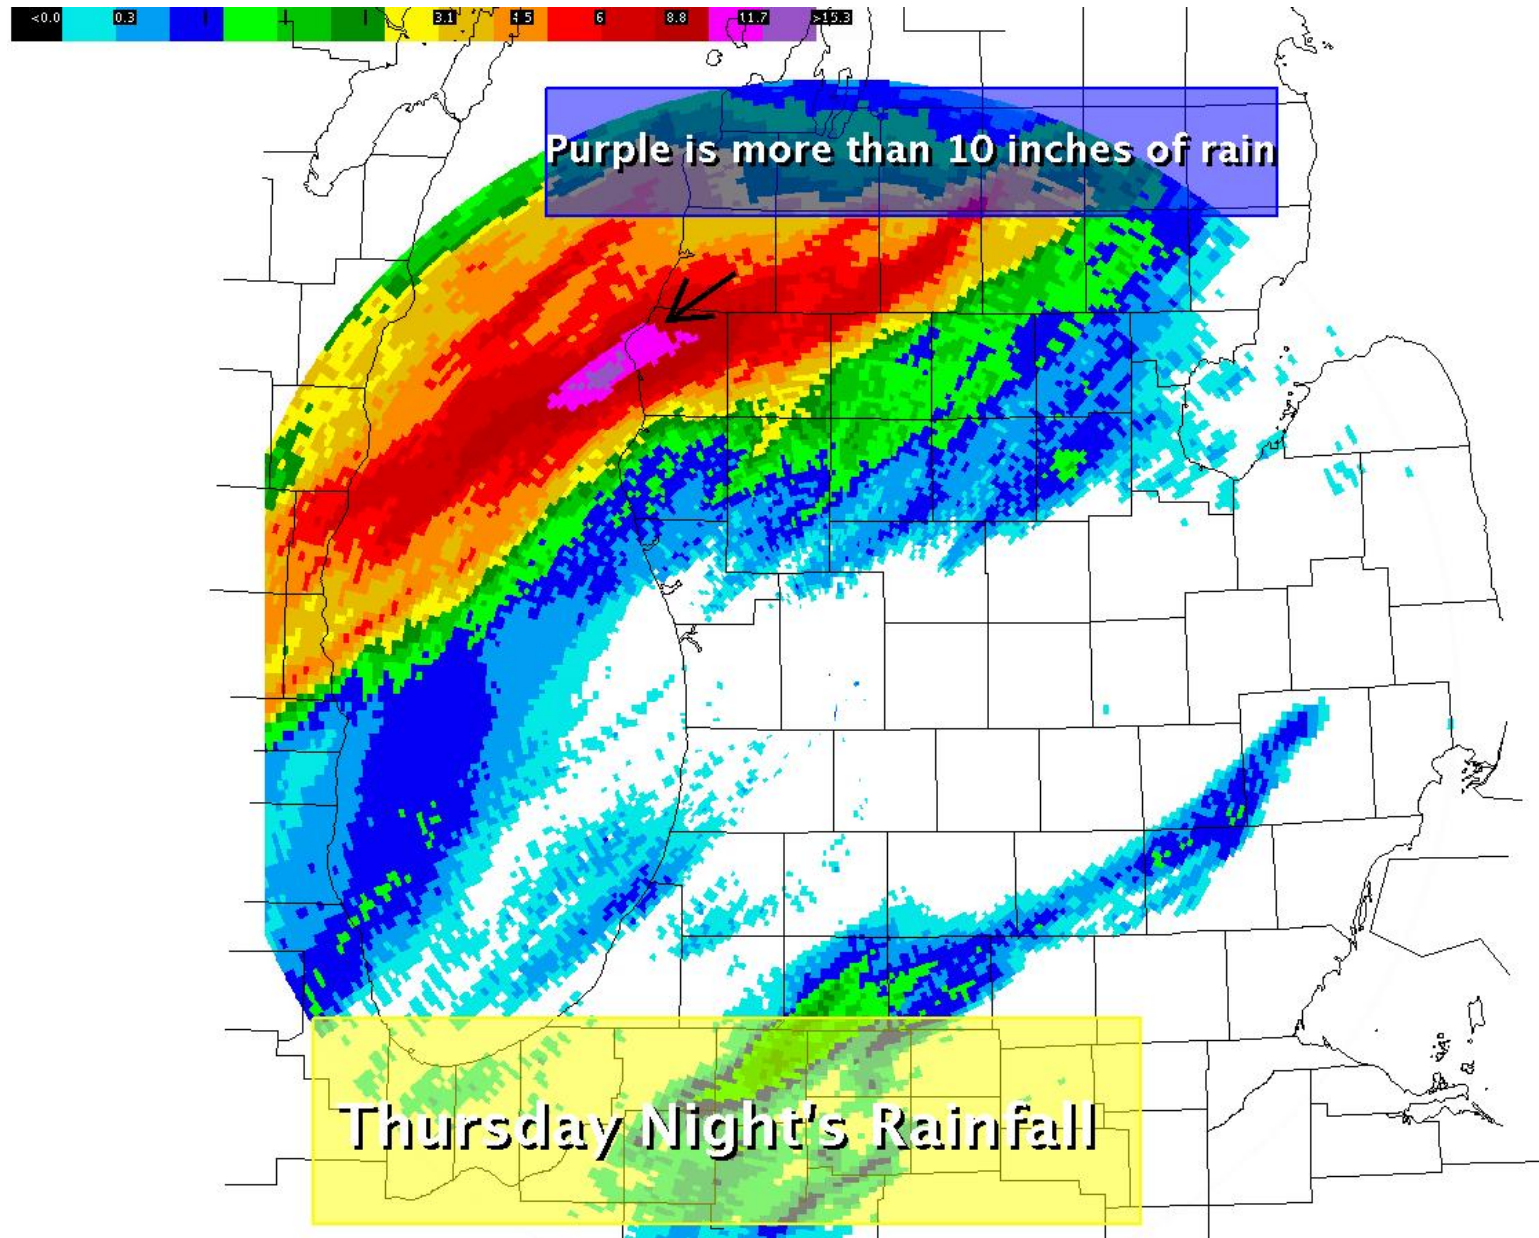 <0.0 0.3 3.1 4.5 6 8.8 11.7 >15.3
Purple is more than 10 inches of rain
Thursday Night's Rainfall